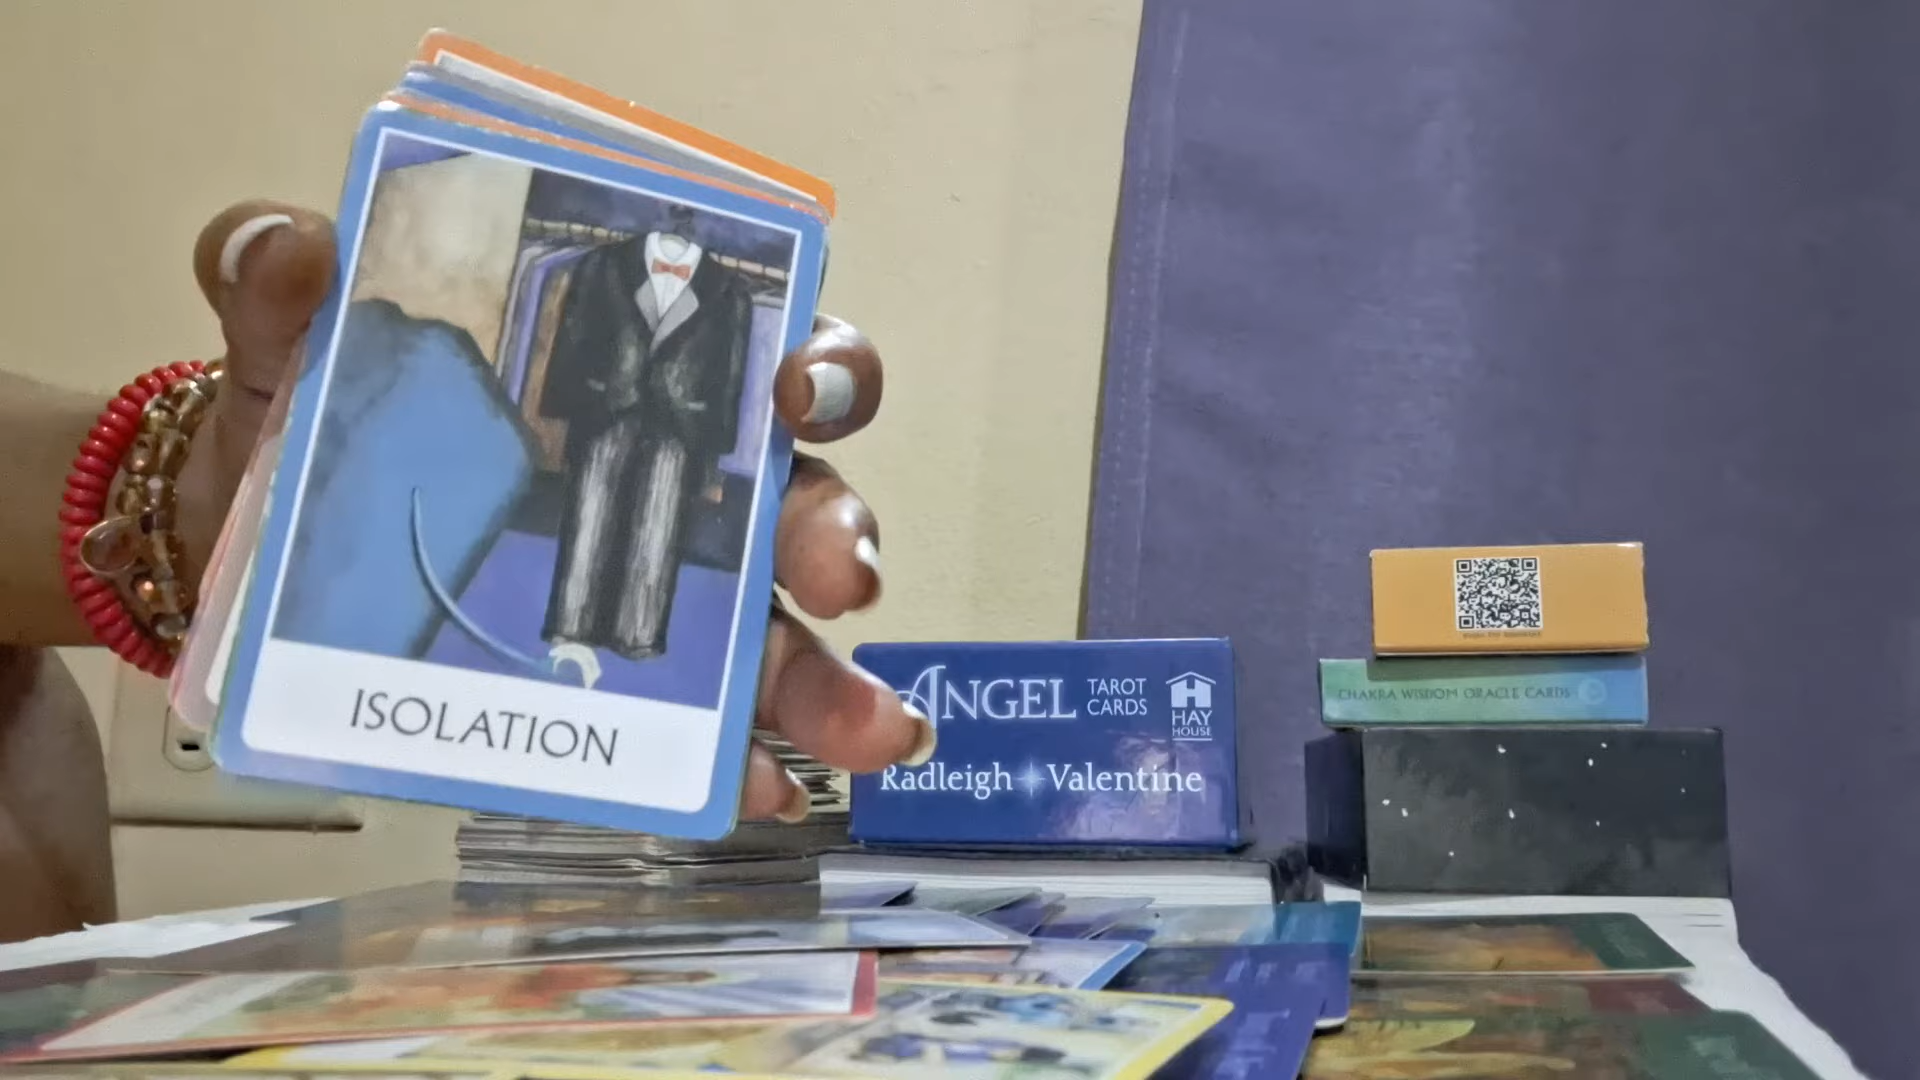 ISOLATION
ANGEL TAROT CARDS
HAY HOUSE
Radleigh Valentine
CHAKRA WISDOM ORACLE CARDS